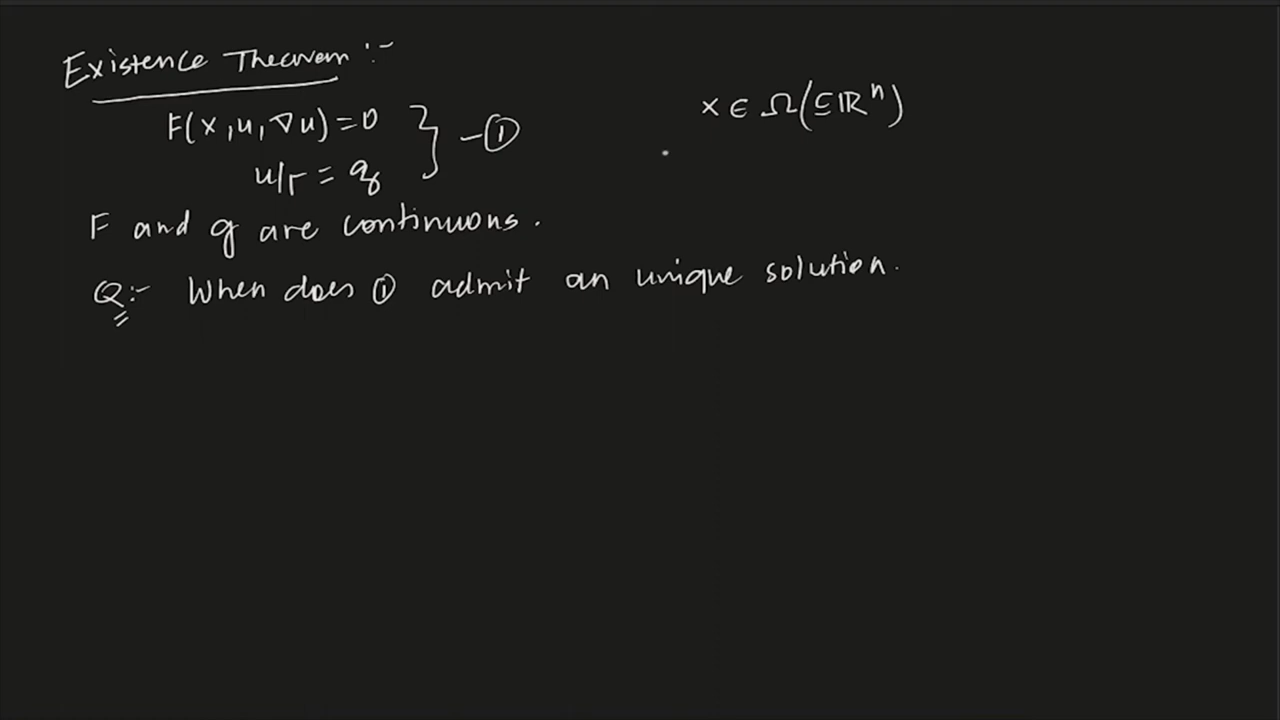 Existence Theorem :-
F(x, u, ∇u) = 0 } - ① x ∈ Ω(⊆ ℝⁿ)
u/Γ = g
F and g are continuous.
Q:- When does ① admit an unique solution.